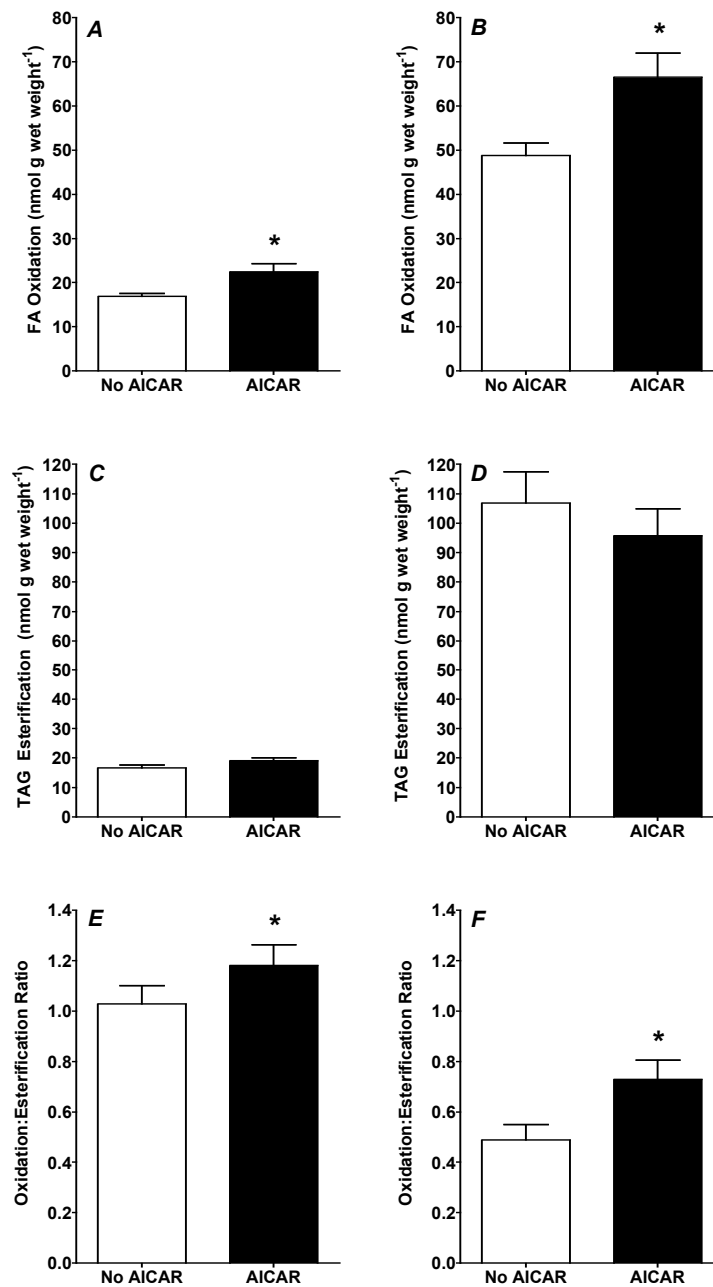 A
FA Oxidation (nmol g wet weight⁻¹)
80
70
60
50
40
30
20
10
0
*
No AICAR
AICAR
B
FA Oxidation (nmol g wet weight⁻¹)
80
70
60
50
40
30
20
10
0
*
No AICAR
AICAR
C
TAG Esterification (nmol g wet weight⁻¹)
120
110
100
90
80
70
60
50
40
30
20
10
0
No AICAR
AICAR
D
TAG Esterification (nmol g wet weight⁻¹)
120
110
100
90
80
70
60
50
40
30
20
10
0
No AICAR
AICAR
E
Oxidation:Esterification Ratio
1.4
1.2
1.0
0.8
0.6
0.4
0.2
0.0
*
No AICAR
AICAR
F
Oxidation:Esterification Ratio
1.4
1.2
1.0
0.8
0.6
0.4
0.2
0.0
*
No AICAR
AICAR